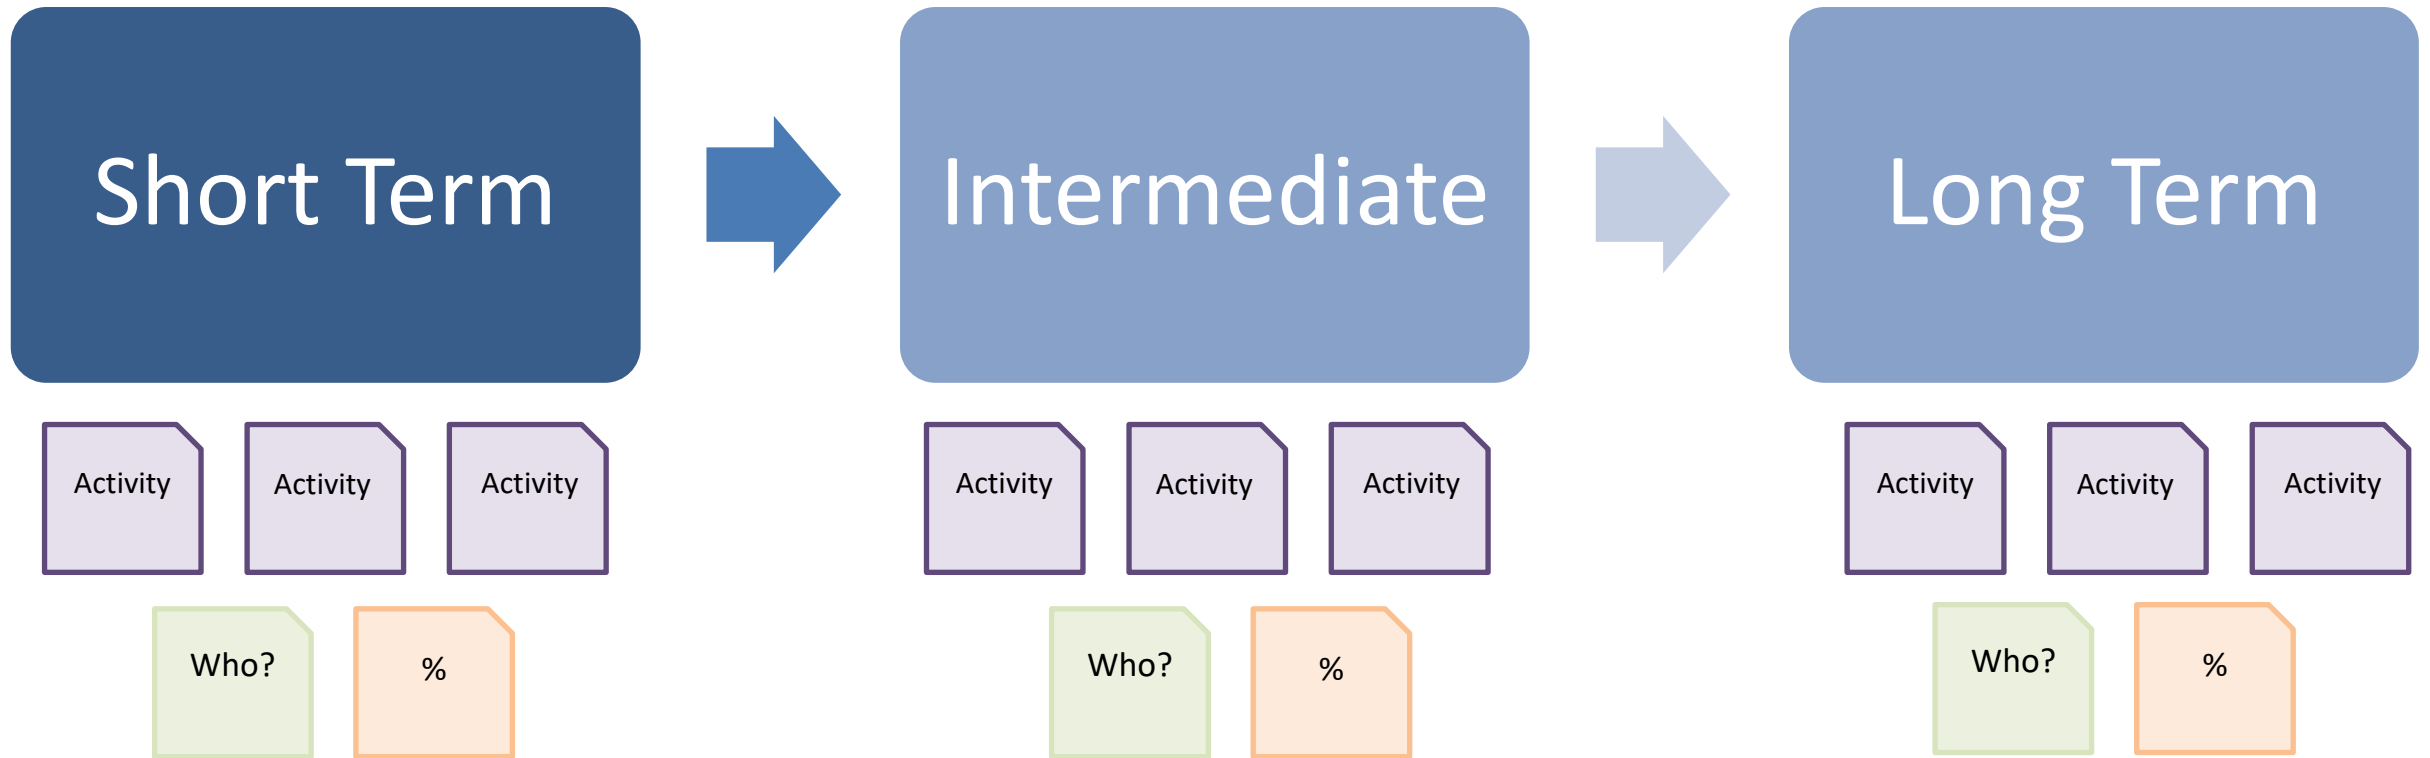 Short Term
Intermediate
Long Term
Activity
Activity
Activity
Activity
Activity
Activity
Activity
Activity
Activity
Who?
%
Who?
%
Who?
%